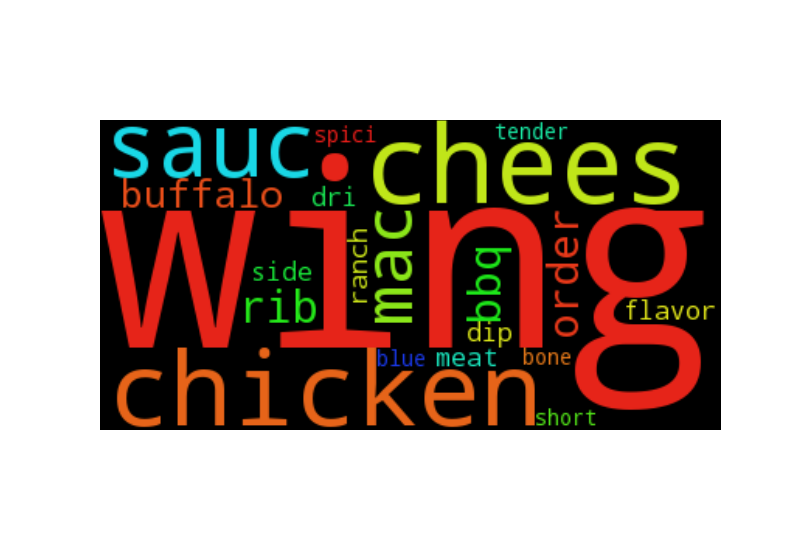 sauc
spici
chees
tender
buffalo
dri
wing
side
rib
ranch
mac
bbq
order
flavor
dip
chicken
blue
meat
bone
short